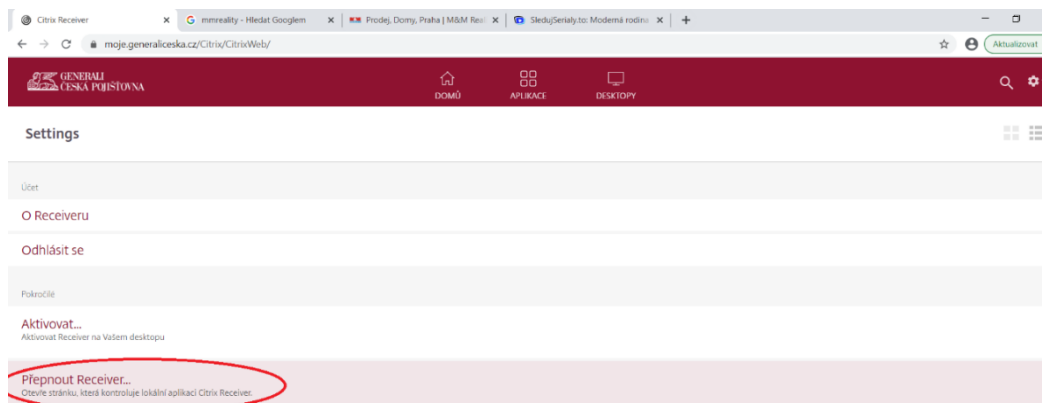 Citrix Receiver
mmreality - Hledat Googlem
Prodej, Domy, Praha | M&M Real
SledujSerialy.to: Moderná rodina
moje.generaliceska.cz/Citrix/CitrixWeb/
Aktualizovat
GENERALI
ČESKÁ POJIŠŤOVNA
DOMŮ
APLIKACE
DESKTOPY
Settings
Účet
O Receiveru
Odhlásit se
Pokročilé
Aktivovat...
Aktivovat Receiver na Vašem desktopu
Přepnout Receiver...
Otevře stránku, která kontroluje lokální aplikaci Citrix Receiver.